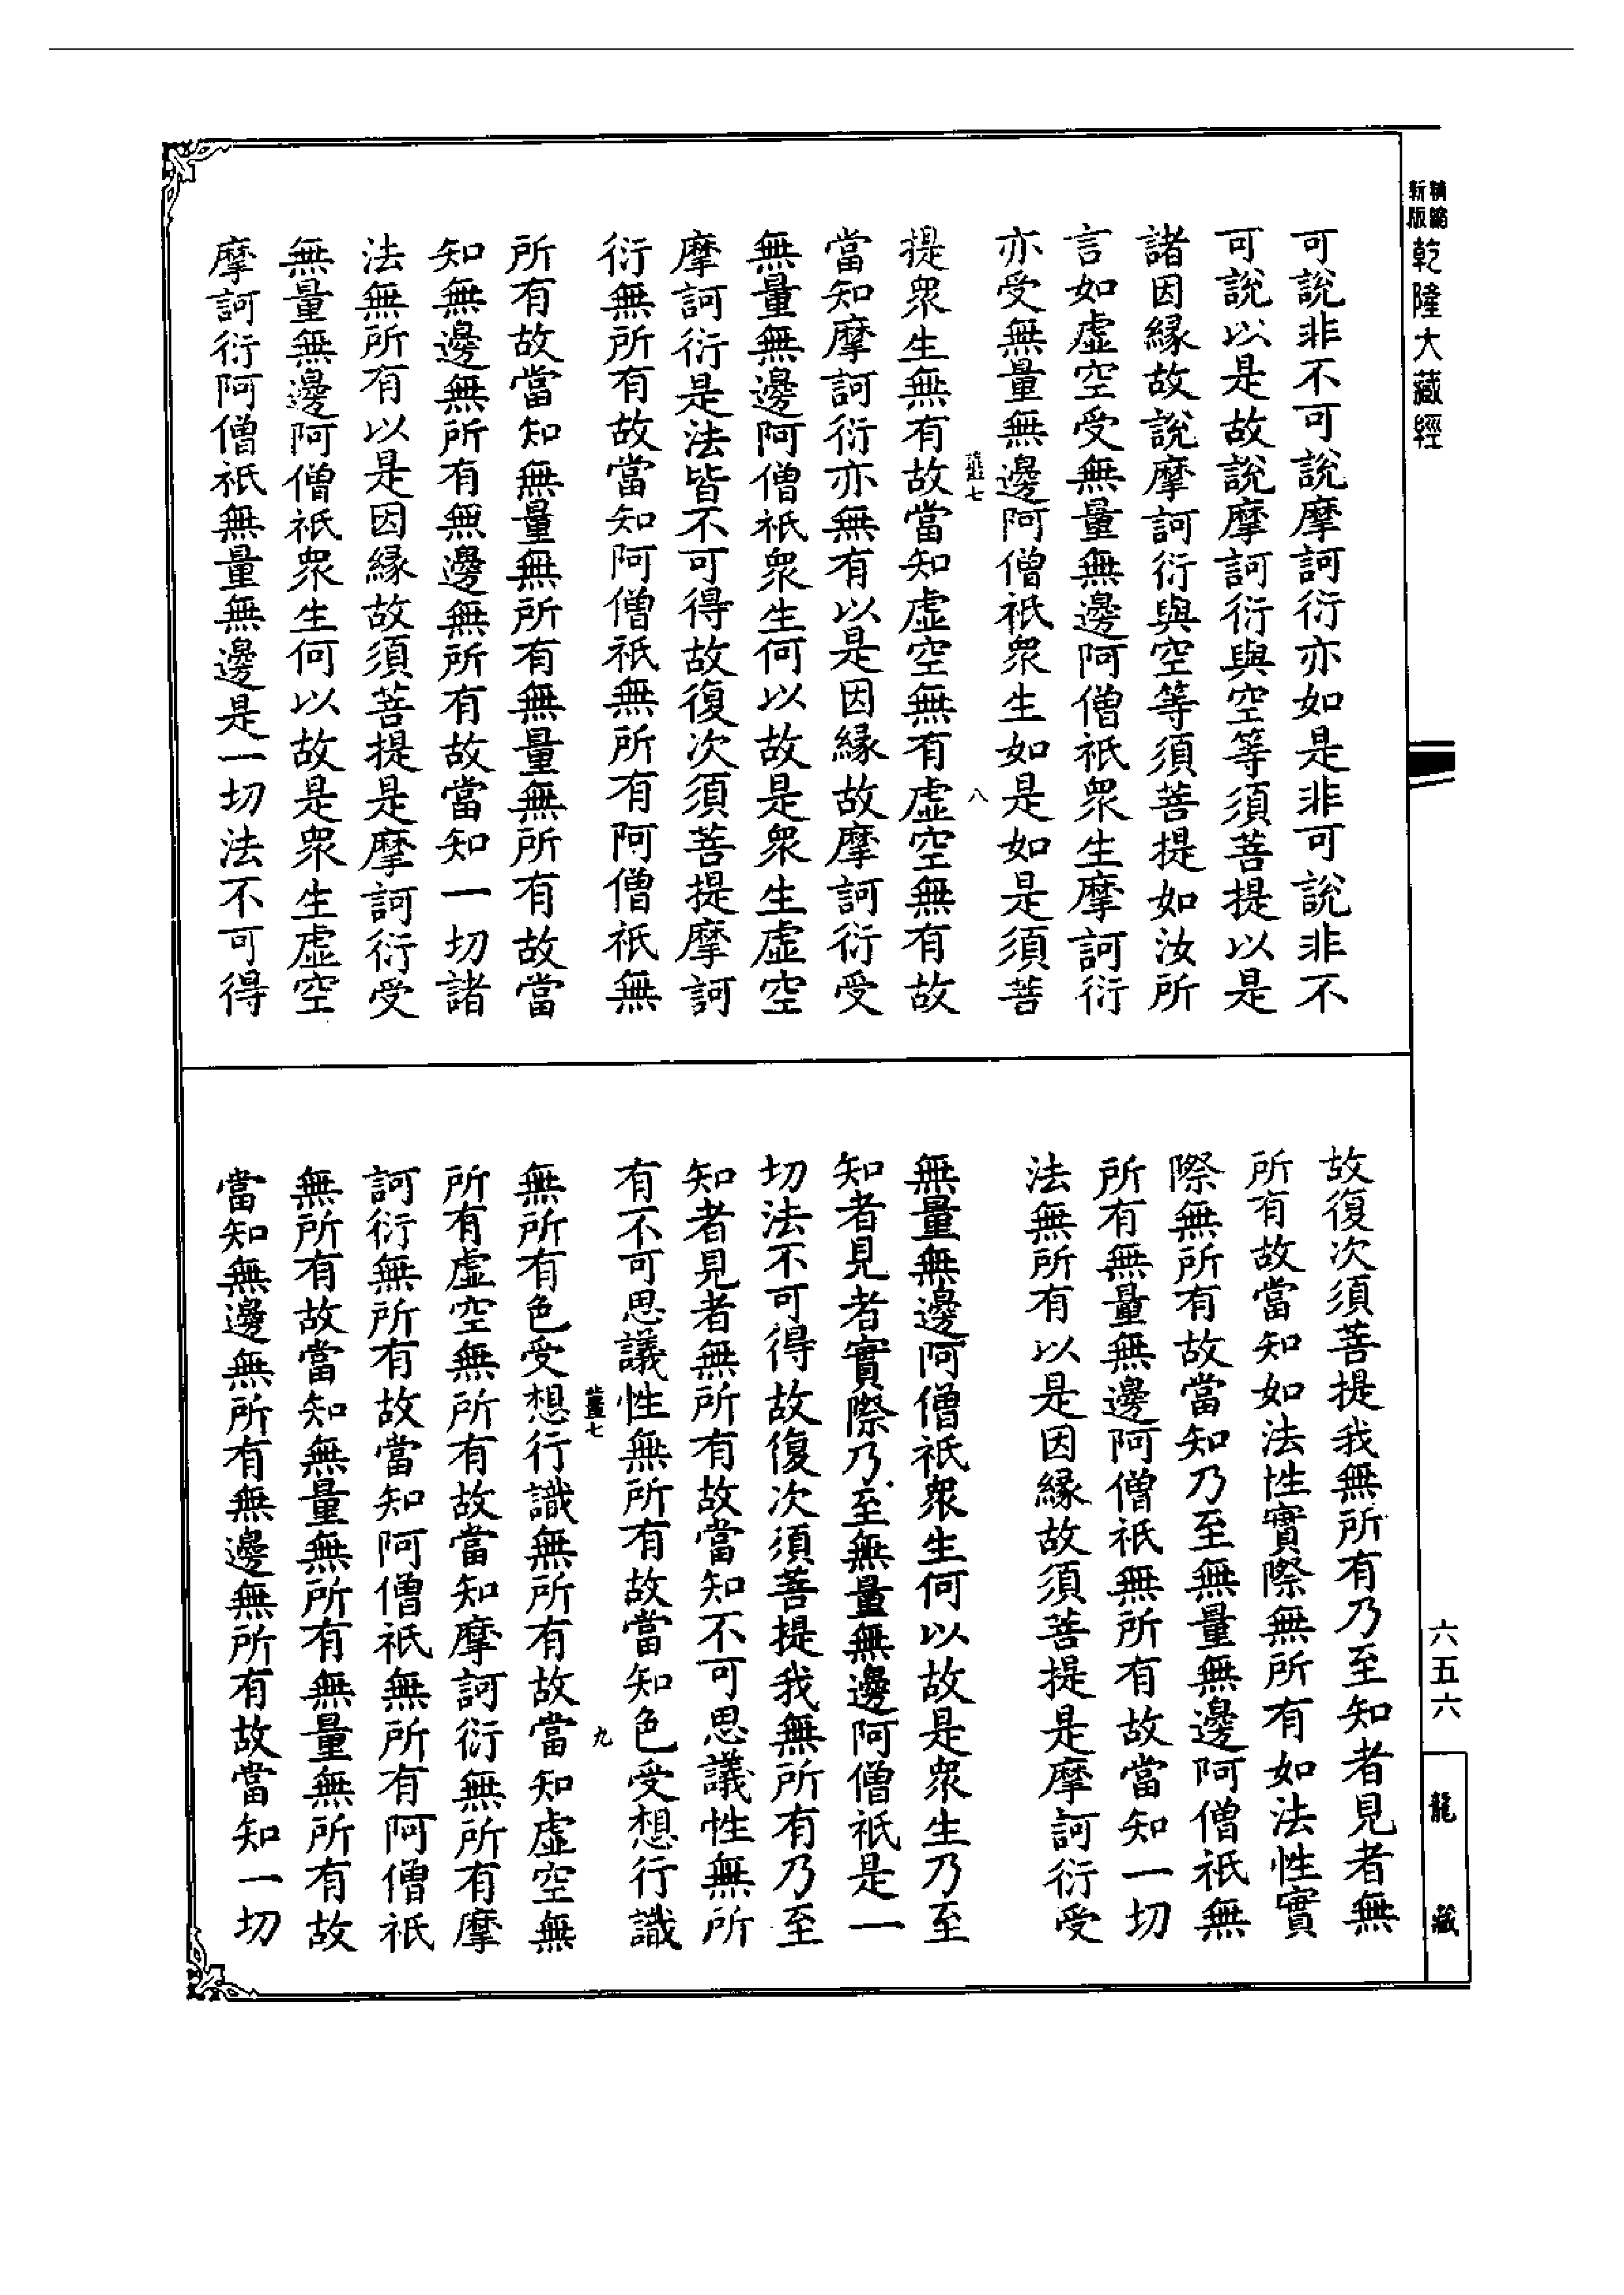 精縮
新版
乾隆大藏經
可說非不可說摩訶衍亦如是非可說非不
可說以是故說摩訶衍與空等須菩提以是
諸因緣故說摩訶衍與空等須菩提如汝所
言如虛空受無量無邊阿僧祇眾生摩訶衍
亦受無量無邊阿僧祇眾生如是如是須菩
八
提眾生無有故當知虛空無有虛空無有故
當知摩訶衍亦無有以是因緣故摩訶衍受
無量無邊阿僧祇眾生何以故是眾生虛空
摩訶衍是法皆不可得故復次須菩提摩訶
衍無所有故當知阿僧祇無所有阿僧祇無
所有故當知無量無所有無量無所有故當
知無邊無所有無邊無所有故當知一切諸
法無所有以是因緣故須菩提是摩訶衍受
無量無邊阿僧祇眾生何以故是眾生虛空
摩訶衍阿僧祇無量無邊是一切法不可得
故復次須菩提我無所有乃至知者見者無
所有故當知如法性實際無所有如法性實
際無所有故當知乃至無量無邊阿僧祇無
所有無量無邊阿僧祇無所有故當知一切
法無所有以是因緣故須菩提是摩訶衍受
無量無邊阿僧祇眾生何以故是眾生乃至
知者見者實際乃至無量無邊阿僧祇是一
切法不可得故復次須菩提我無所有乃至
知者見者無所有故當知不可思議性無所
有不可思議性無所有故當知色受想行識
九
無所有色受想行識無所有故當知虛空無
所有虛空無所有故當知摩訶衍無所有摩
訶衍無所有故當知阿僧祇無所有阿僧祇
無所有故當知無量無所有無量無所有故
當知無邊無所有無邊無所有故當知一切
六五六
龍藏